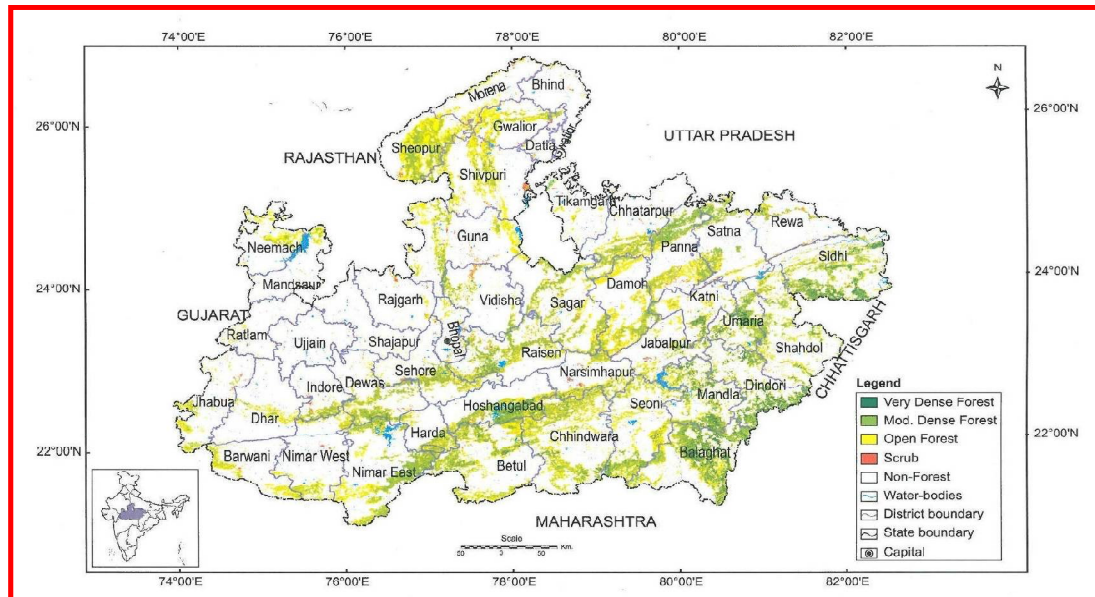 74°00'E 76°00'E 78°00'E 80°00'E 82°00'E
N
Bhind
Morena
26°00'N
Gwalior
26°00'N
UTTAR PRADESH
Datia
Gwalior
Sheopur
RAJASTHAN
Shivpuri
Tikamgarh
Chhatarpur
Satna
Rewa
Guna
Panna
Neemach
Sidhi
Damoh
24°00'N
24°00'N
Mandsaur
Rajgarh
Vidisha
Sagar
Katni
GUJARAT
Umaria
Ratlam
Ujjain
Shajapur
Bhopal
Jabalpur
Shahdol
CHHATTISGARH
Raisen
Sehore
Narsimhapur
Indore
Dewas
Dindori
Mandla
Jhabua
Hoshangabad
Seoni
Dhar
Harda
Chhindwara
22°00'N
22°00'N
Barwani
Nimar West
Balaghat
Nimar East
Betul
MAHARASHTRA
Legend
Very Dense Forest
Mod. Dense Forest
Open Forest
Scrub
Non-Forest
Water-bodies
District boundary
State boundary
Capital
Scale
0
Km.
74°00'E 76°00'E 78°00'E 80°00'E 82°00'E